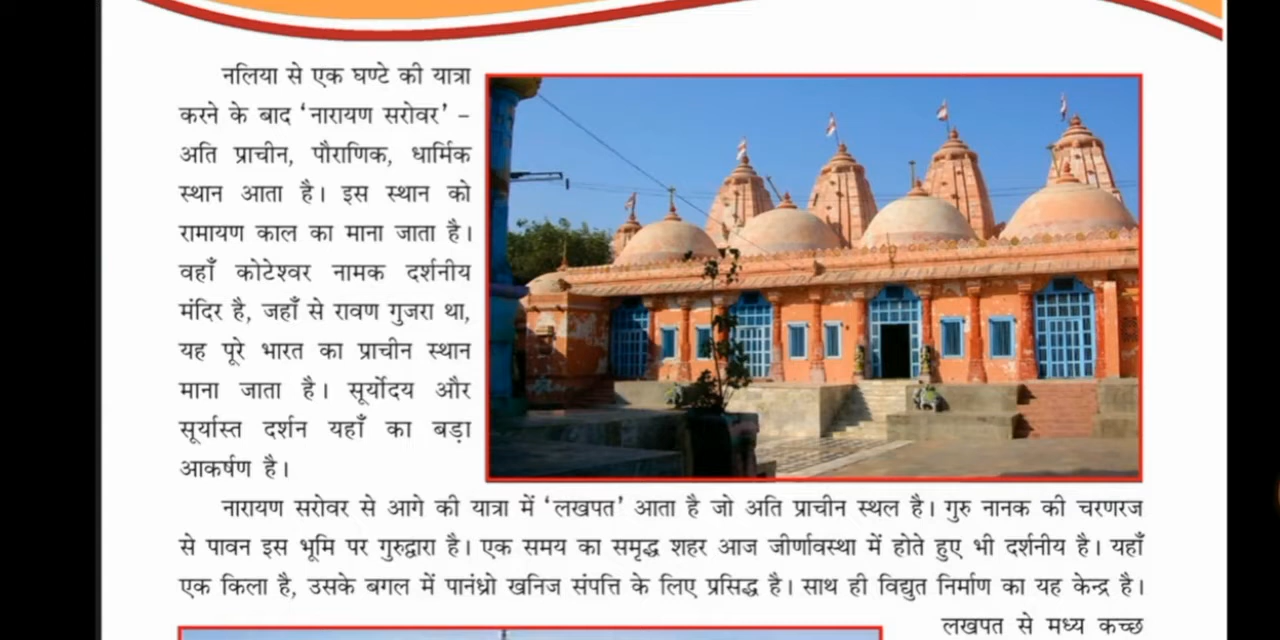 नलिया से एक घण्टे की यात्रा
करने के बाद ‘नारायण सरोवर’ –
अति प्राचीन, पौराणिक, धार्मिक
स्थान आता है। इस स्थान को
रामायण काल का माना जाता है।
वहाँ कोटेश्वर नामक दर्शनीय
मंदिर है, जहाँ से रावण गुजरा था,
यह पूरे भारत का प्राचीन स्थान
माना जाता है। सूर्योदय और
सूर्यास्त दर्शन यहाँ का बड़ा
आकर्षण है।
नारायण सरोवर से आगे की यात्रा में ‘लखपत’ आता है जो अति प्राचीन स्थल है। गुरु नानक की चरणरज
से पावन इस भूमि पर गुरुद्वारा है। एक समय का समृद्ध शहर आज जीर्णावस्था में होते हुए भी दर्शनीय है। यहाँ
एक किला है, उसके बगल में पानंध्रो खनिज संपत्ति के लिए प्रसिद्ध है। साथ ही विद्युत निर्माण का यह केन्द्र है।
लखपत से मध्य कच्छ